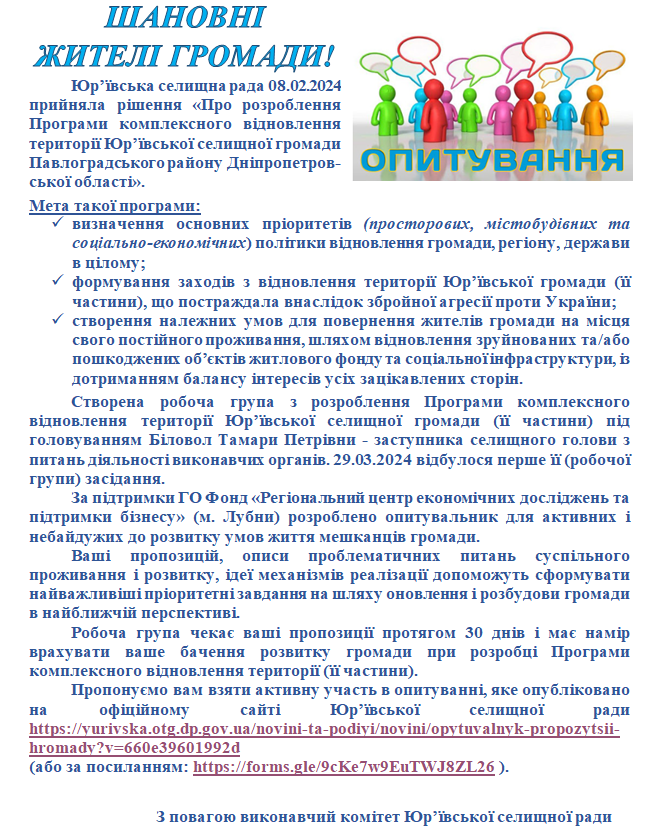 ШАНОВНІ
ЖИТЕЛІ ГРОМАДИ!
Юр’ївська селищна рада 08.02.2024
прийняла рішення «Про розроблення
Програми комплексного відновлення
території Юр’ївської селищної громади
Павлоградського району Дніпропетров-
ської області».
ОПИТУВАННЯ
Мета такої програми:
✓ визначення основних пріоритетів (просторових, містобудівних та
соціально-економічних) політики відновлення громади, регіону, держави
в цілому;
✓ формування заходів з відновлення території Юр’ївської громади (її
частини), що постраждала внаслідок збройної агресії проти України;
✓ створення належних умов для повернення жителів громади на місця
свого постійного проживання, шляхом відновлення зруйнованих та/або
пошкоджених об’єктів житлового фонду та соціальної інфраструктури, із
дотриманням балансу інтересів усіх зацікавлених сторін.
Створена робоча група з розроблення Програми комплексного
відновлення території Юр’ївської селищної громади (її частини) під
головуванням Біловол Тамари Петрівни - заступника селищного голови з
питань діяльності виконавчих органів. 29.03.2024 відбулося перше її (робочої
групи) засідання.
За підтримки ГО Фонд «Регіональний центр економічних досліджень та
підтримки бізнесу» (м. Лубни) розроблено опитувальник для активних і
небайдужих до розвитку умов життя мешканців громади.
Ваші пропозицій, описи проблематичних питань суспільного
проживання і розвитку, ідеї механізмів реалізації допоможуть сформувати
найважливіші пріоритетні завдання на шляху оновлення і розбудови громади
в найближчій перспективі.
Робоча група чекає ваші пропозиції протягом 30 днів і має намір
врахувати ваше бачення розвитку громади при розробці Програми
комплексного відновлення території (її частини).
Пропонуємо вам взяти активну участь в опитуванні, яке опубліковано
на офіційному сайті Юр’ївської селищної ради
https://yurivska.otg.dp.gov.ua/novini-ta-podiyi/novini/opytuvalnyk-propozytsii-
hromady?v=660e39601992d
(або за посиланням: https://forms.gle/9cKe7w9EuTWJ8ZL26 ).
З повагою виконавчий комітет Юр’ївської селищної ради